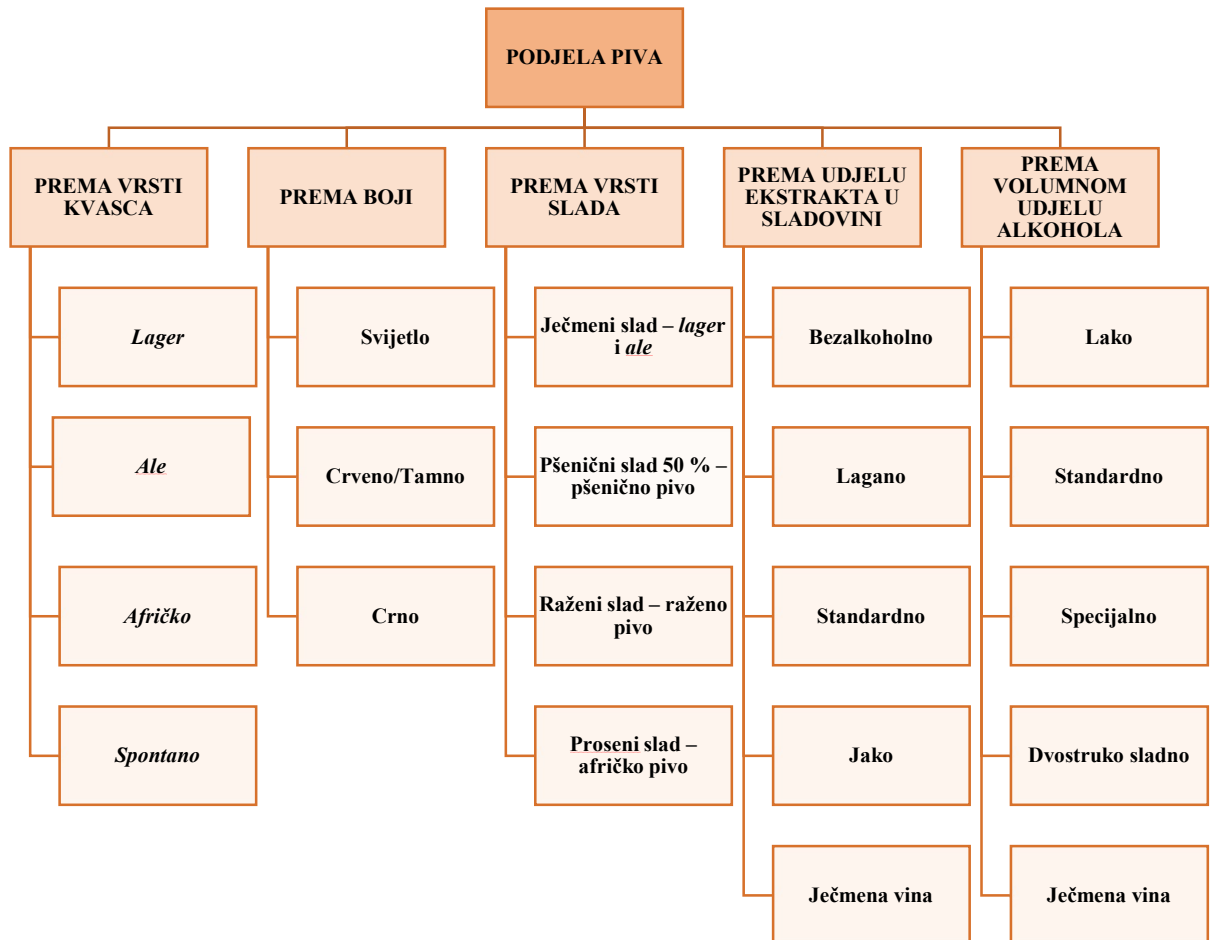 PODJELA PIVA
PREMA VRSTI
KVASCA
Lager
Ale
Afričko
Spontano
PREMA BOJI
Svijetlo
Crveno/Tamno
Crno
PREMA VRSTI
SLADA
Ječmeni slad – lager
i ale
Pšenični slad 50 % –
pšenično pivo
Raženi slad – raženo
pivo
Proseni slad –
afričko pivo
PREMA UDJELU
EKSTRAKTA U
SLADOVINI
Bezalkoholno
Lagano
Standardno
Jako
Ječmena vina
PREMA
VOLUMNOM
UDJELU
ALKOHOLA
Lako
Standardno
Specijalno
Dvostruko sladno
Ječmena vina